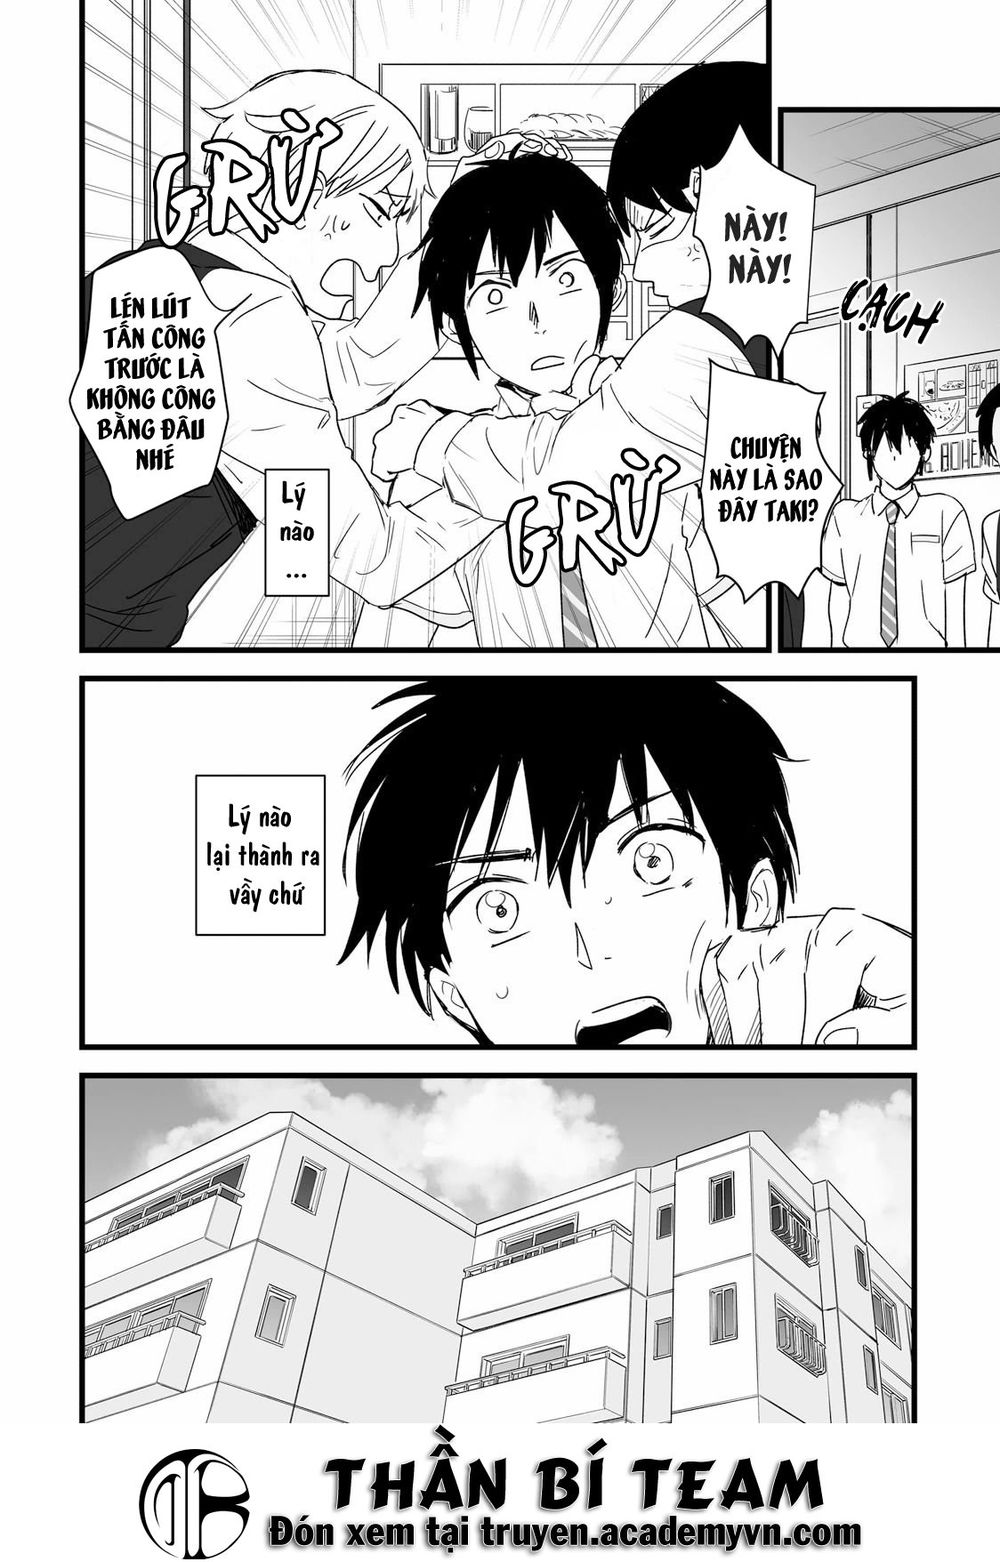 CẠCH
NÀY!
NÀY!
CHUYỆN
NÀY LÀ SAO
ĐÂY TAKI?
GRỪ
GRỪ
LÉN LÚT
TẤN CÔNG
TRƯỚC LÀ
KHÔNG CÔNG
BẰNG ĐÂU
NHÉ
Lý
nào
...
Lý nào
lại thành ra
vầy chứ
THẦN BÍ TEAM
Đón xem tại truyen.academyvn.com